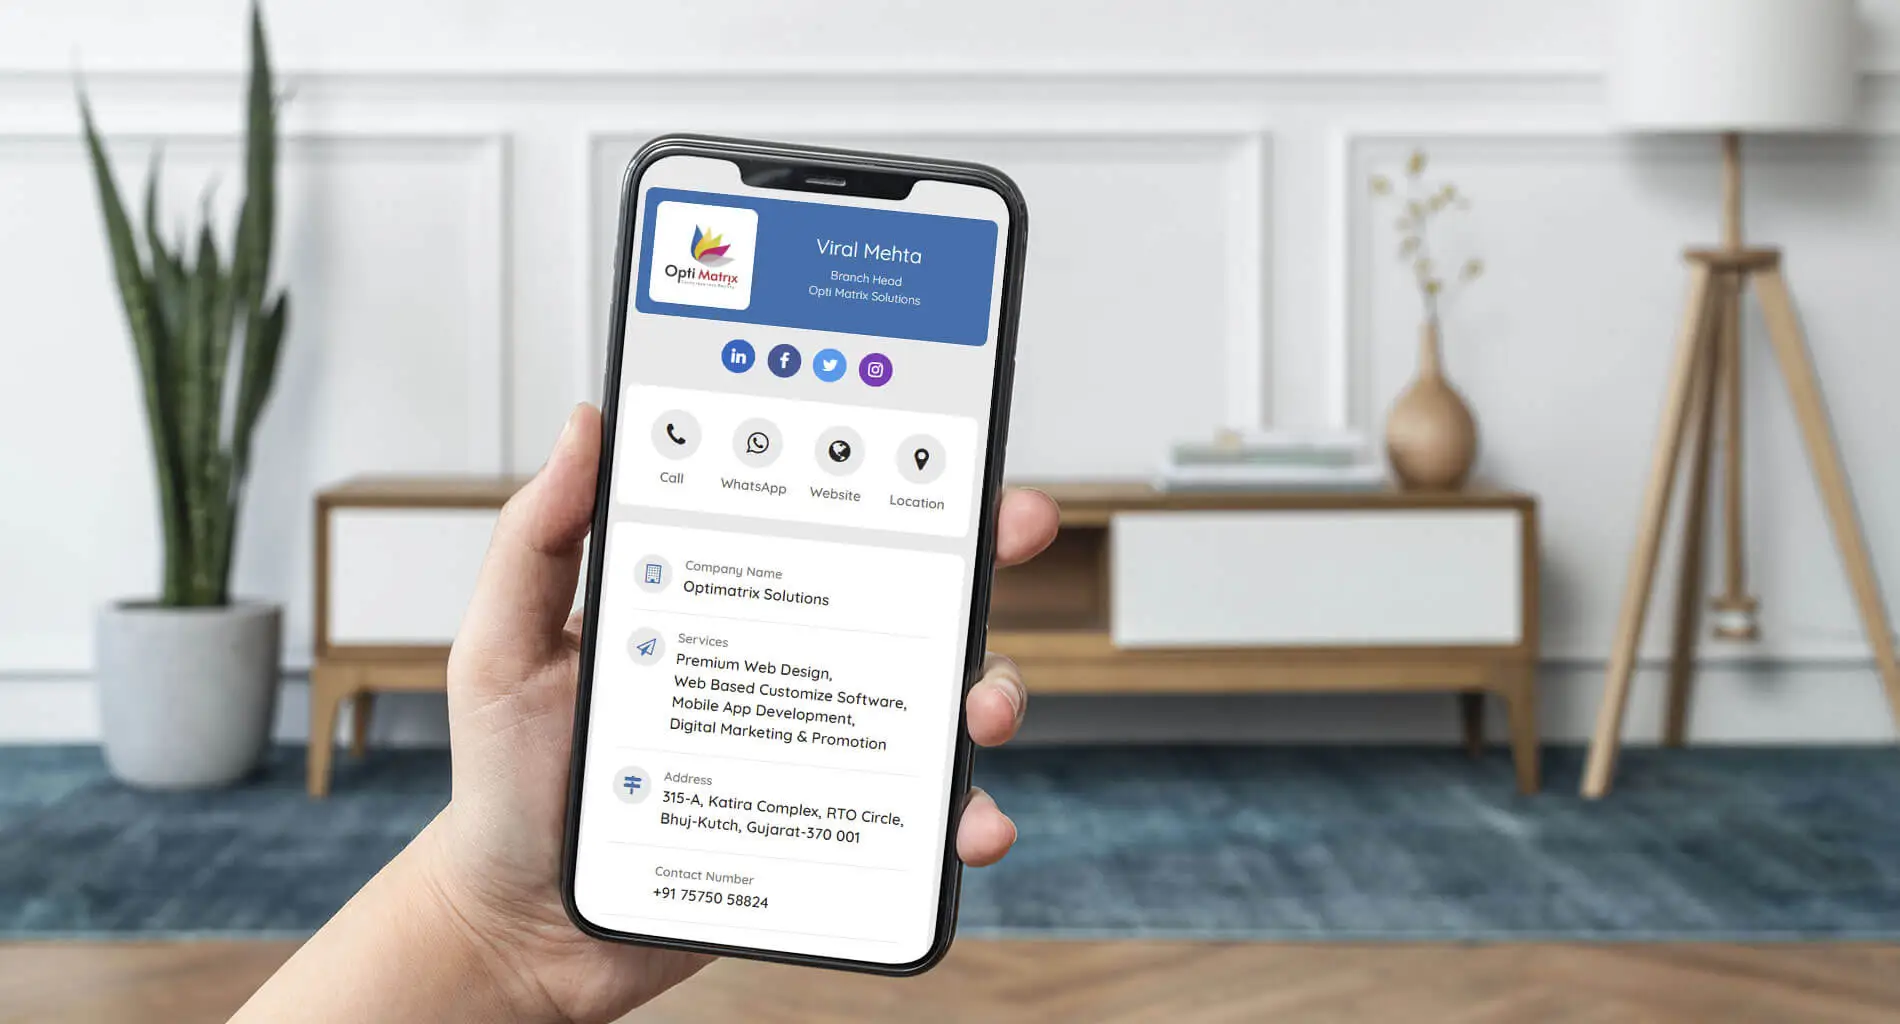 Opti Matrix
Viral Mehta
Branch Head
Opti Matrix Solutions
in
f
Call
WhatsApp
Website
Location
Company Name
Optimatrix Solutions
Services
Premium Web Design,
Web Based Customize Software,
Mobile App Development,
Digital Marketing & Promotion
Address
315-A, Katira Complex, RTO Circle,
Bhuj-Kutch, Gujarat-370 001
Contact Number
+91 75750 58824